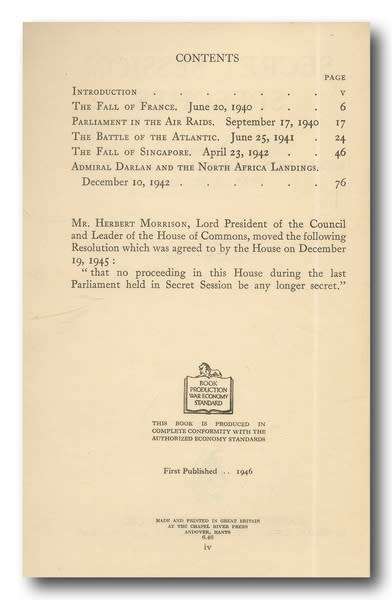 CONTENTS
PAGE
INTRODUCTION . . . . . . . v
THE FALL OF FRANCE. June 20, 1940 . . . 6
PARLIAMENT IN THE AIR RAIDS. September 17, 1940 17
THE BATTLE OF THE ATLANTIC. June 25, 1941 . 24
THE FALL OF SINGAPORE. April 23, 1942 . . 46
ADMIRAL DARLAN AND THE NORTH AFRICA LANDINGS.
December 10, 1942 . . . . . . 76
MR. HERBERT MORRISON, Lord President of the Council
and Leader of the House of Commons, moved the following
Resolution which was agreed to by the House on December
19, 1945 :
“ that no proceeding in this House during the last
Parliament held in Secret Session be any longer secret.”
BOOK
PRODUCTION
WAR ECONOMY
STANDARD
THIS BOOK IS PRODUCED IN
COMPLETE CONFORMITY WITH THE
AUTHORIZED ECONOMY STANDARDS
First Published .. 1946
MADE AND PRINTED IN GREAT BRITAIN
AT THE CHAPEL RIVER PRESS
ANDOVER, HANTS
6.46
iv